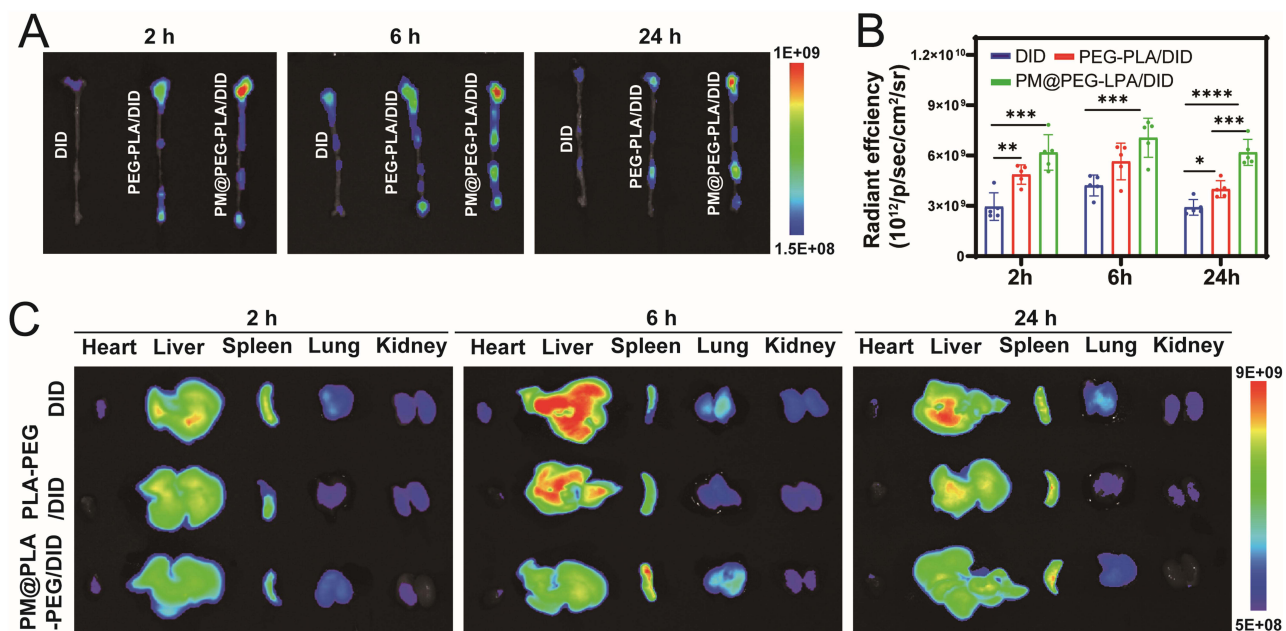 A
2 h
6 h
24 h
DID
PEG-PLA/DID
PM@PEG-PLA/DID
DID
PEG-PLA/DID
PM@PEG-PLA/DID
DID
PEG-PLA/DID
PM@PEG-PLA/DID
1E+09
1.5E+08
B
Radiant effciency
(10¹²/p/sec/cm²/sr)
1.2×10¹⁰
9×10⁹
6×10⁹
3×10⁹
0
DID PEG-PLA/DID
PM@PEG-LPA/DID
*** *** ****
** * ***
2h 6h 24h
C
2 h 6 h 24 h
Heart Liver Spleen Lung Kidney Heart Liver Spleen Lung Kidney Heart Liver Spleen Lung Kidney
DID
PLA-PEG
/DID
PM@PLA
-PEG/DID
9E+09
5E+08